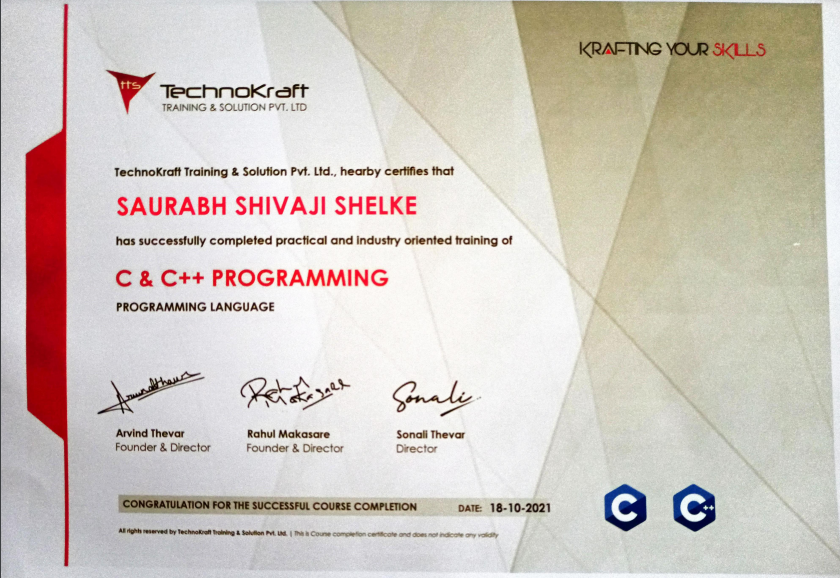 KRAFTING YOUR SKILLS
tts
TechnoKraft
TRAINING & SOLUTION PVT. LTD
TechnoKraft Training & Solution Pvt. Ltd., hearby certifies that
SAURABH SHIVAJI SHELKE
has successfully completed practical and industry oriented training of
C & C++ PROGRAMMING
PROGRAMMING LANGUAGE
Sonali
Arvind Thevar
Founder & Director
Rahul Makasare
Founder & Director
Sonali Thevar
Director
CONGRATULATION FOR THE SUCCESSFUL COURSE COMPLETION DATE: 18-10-2021
C C++
All rights reserved by TechnoKraft Training & Solution Pvt. Ltd. | This is Course completion certificate and does not indicate any validity